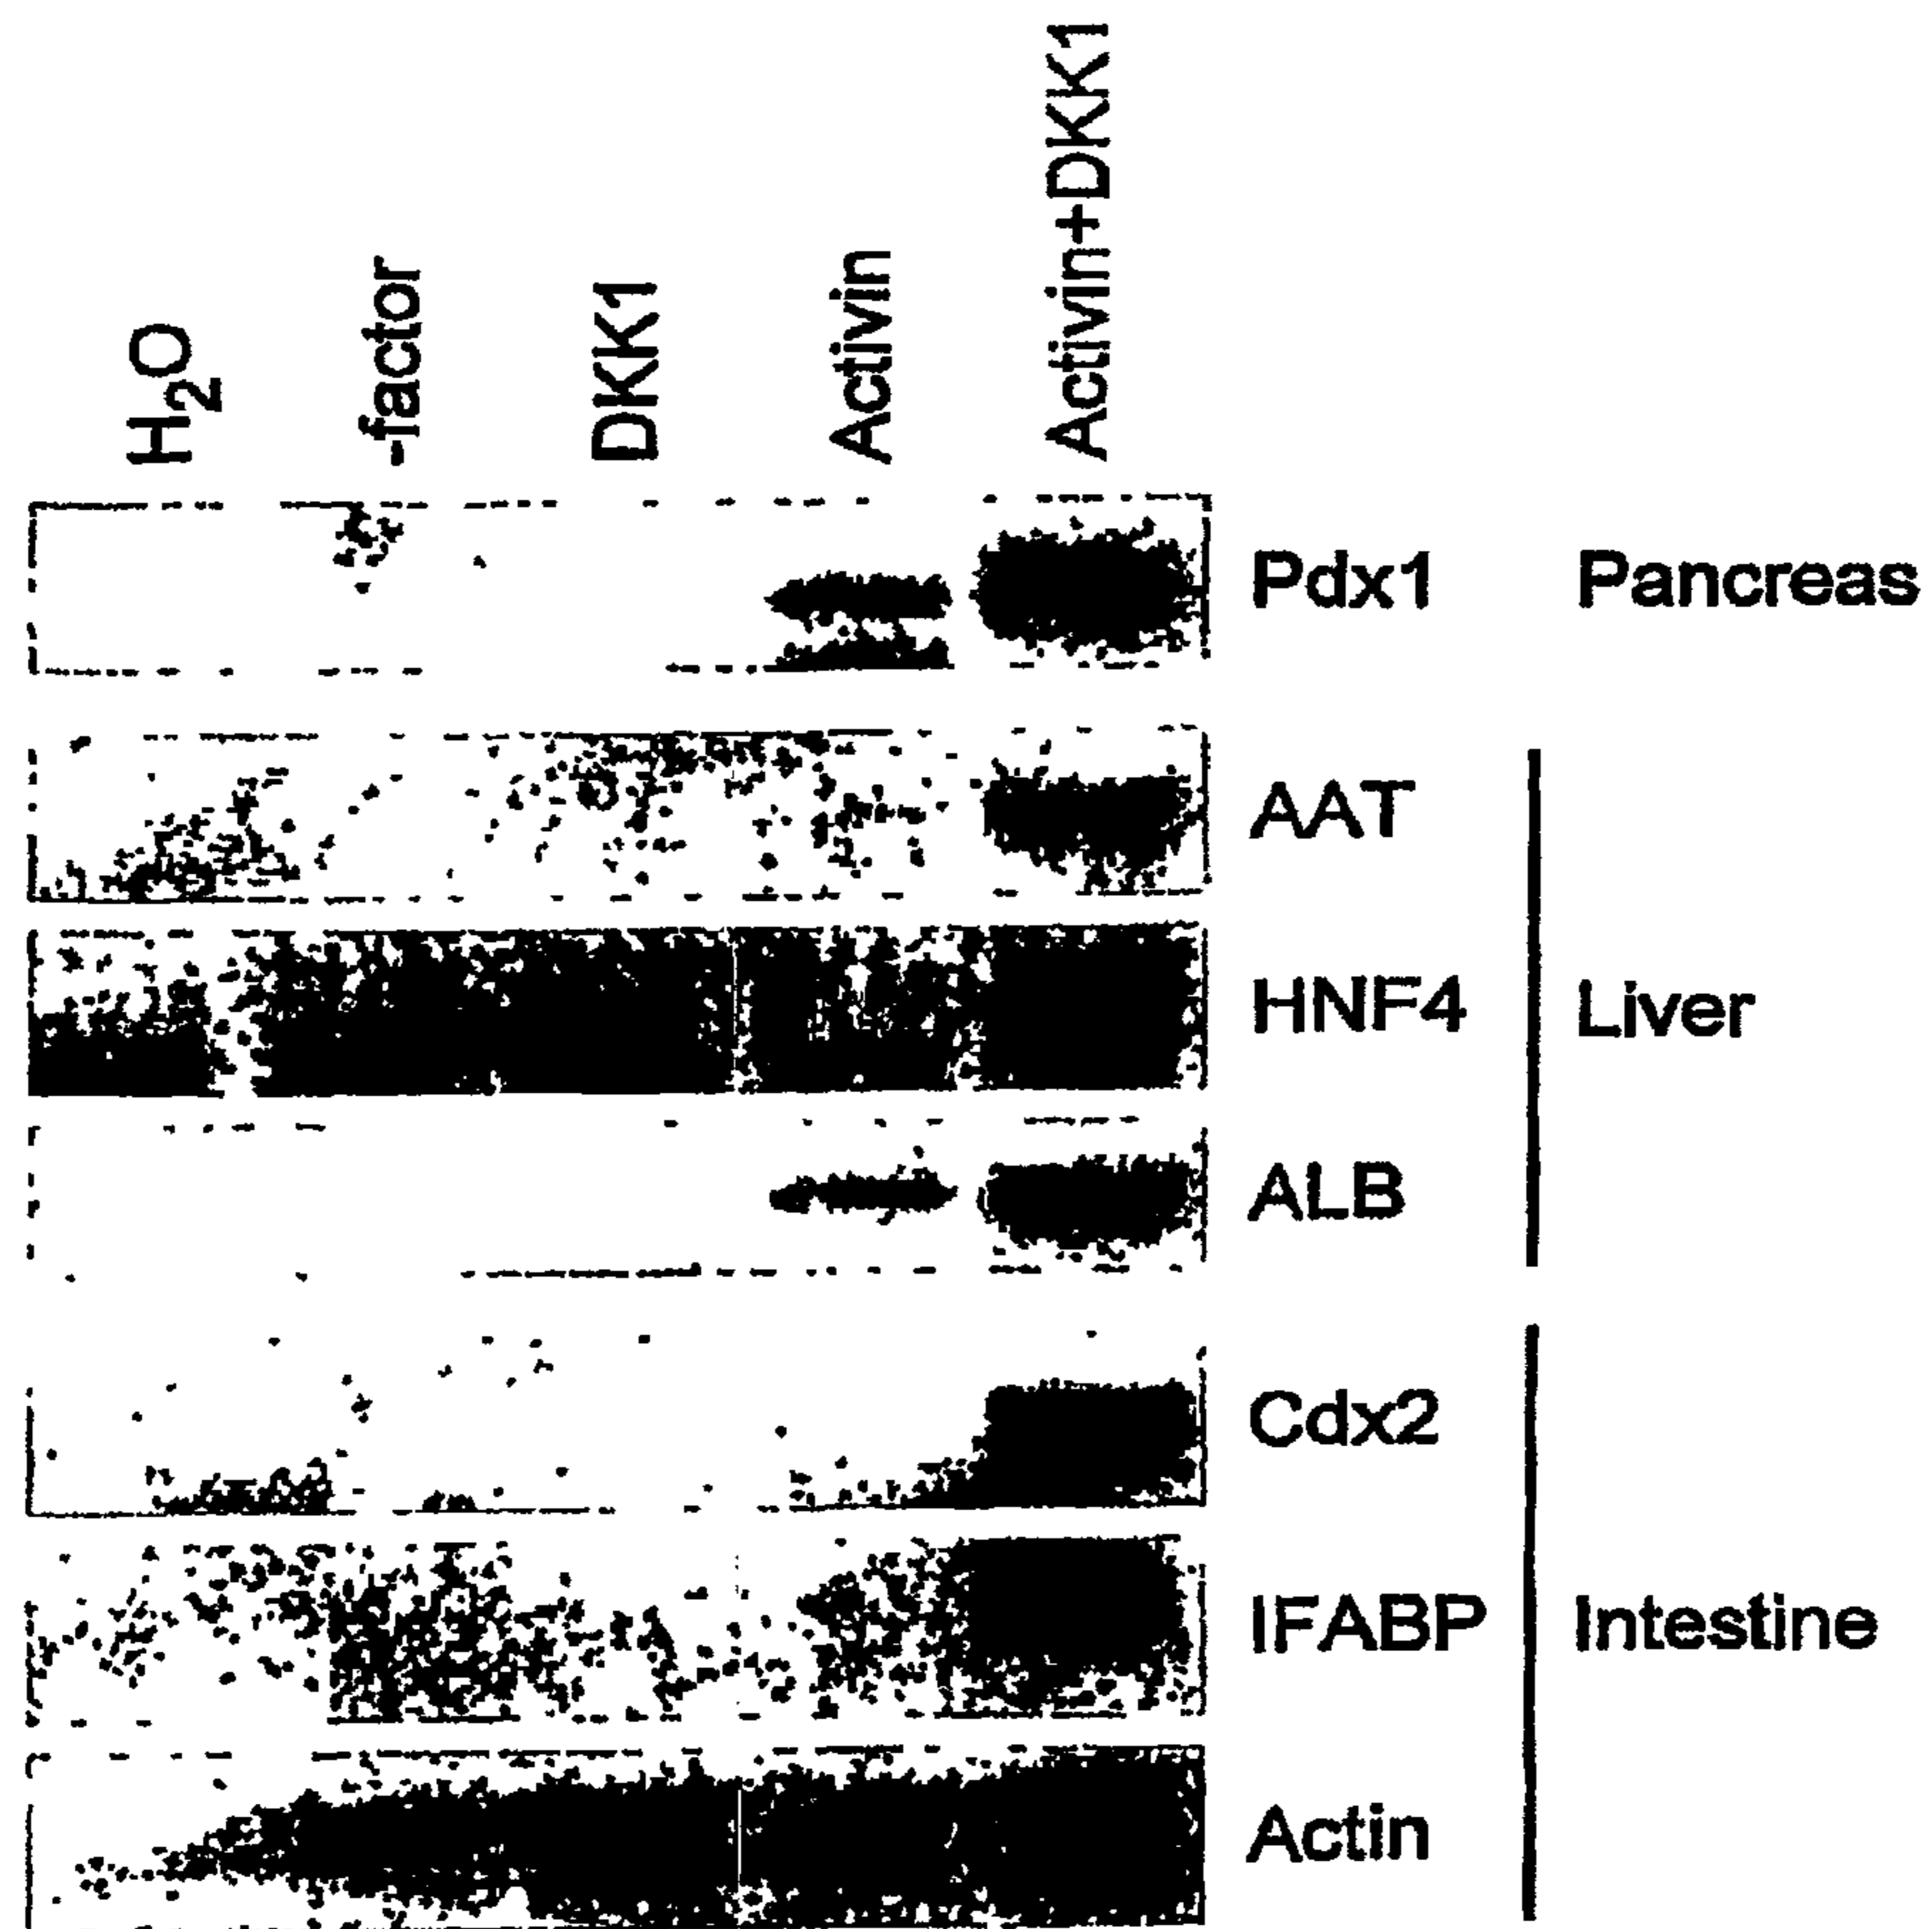 H₂O
-factor
DKK1
Activin
Activin+DKK1
Pdx1
Pancreas
AAT
HNF4
Liver
ALB
Cdx2
IFABP
Intestine
Actin